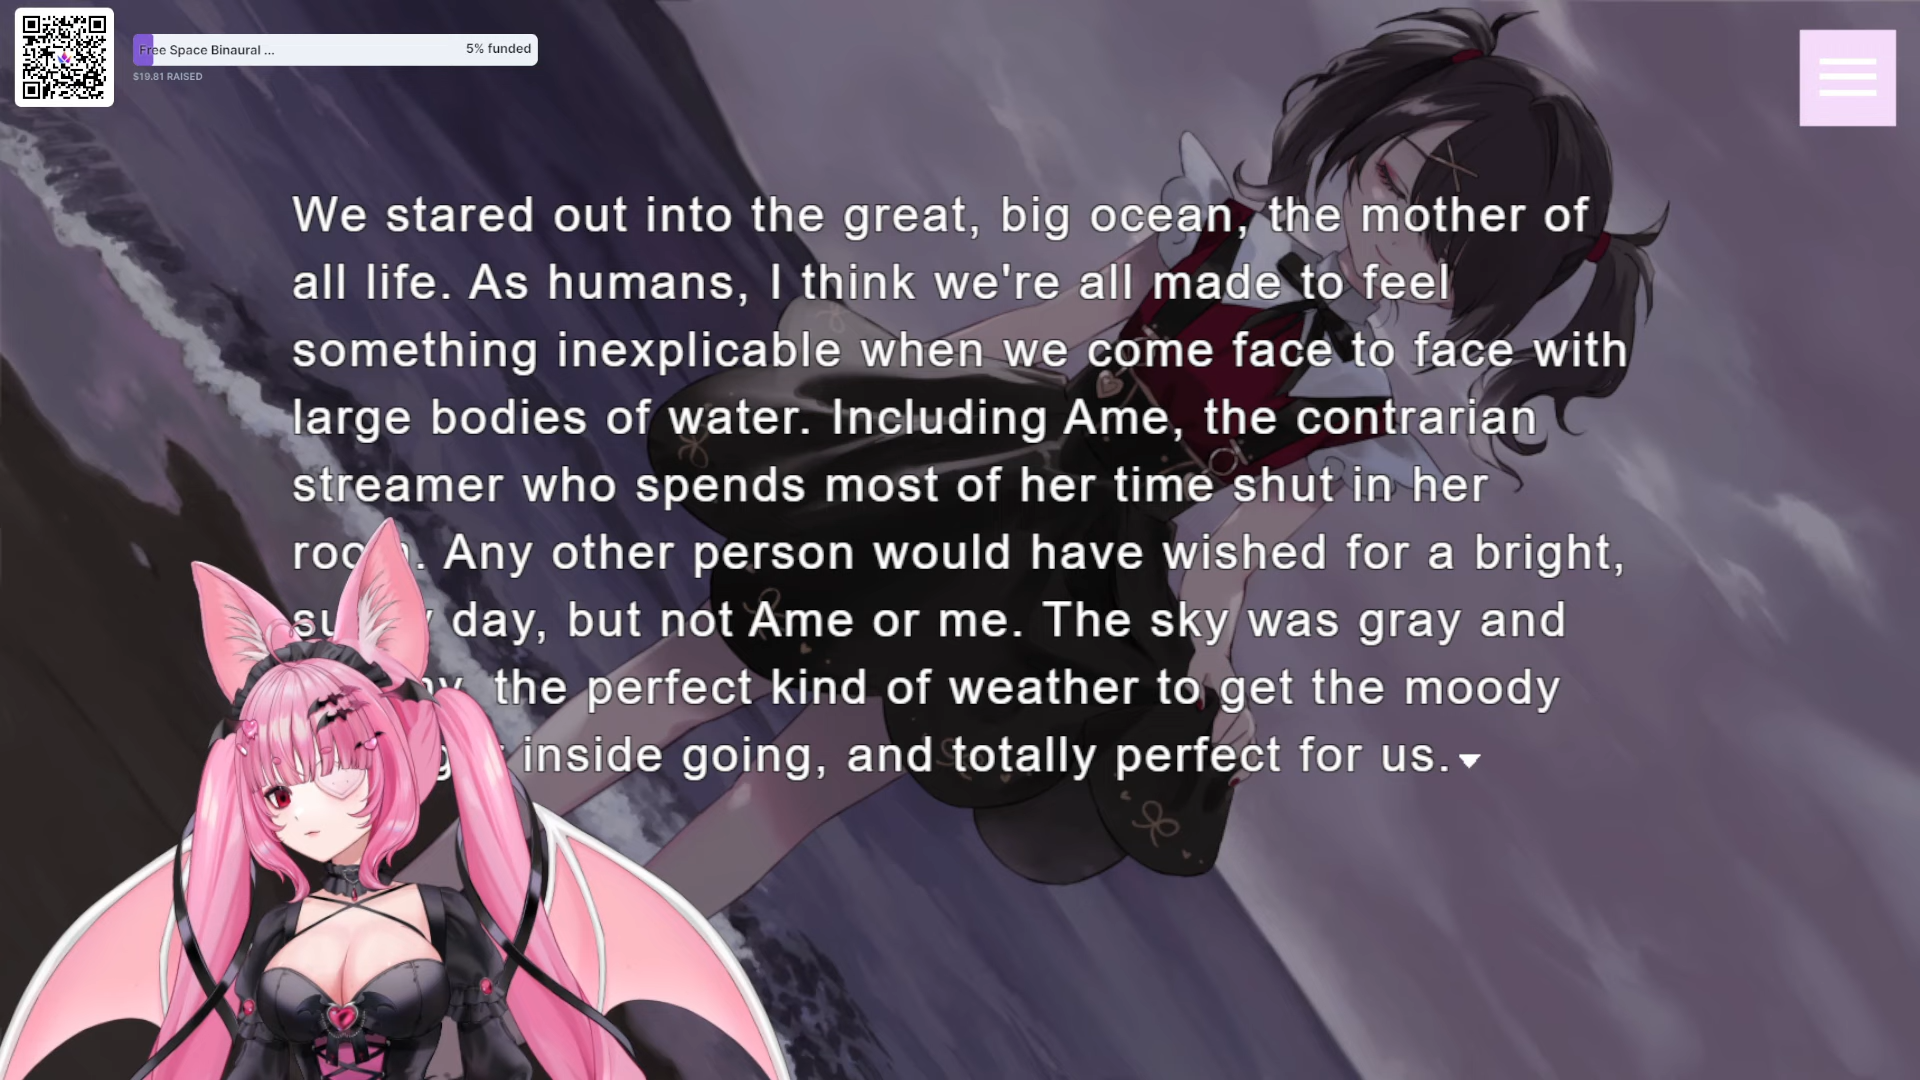 Free Space Binaural ...
5% funded
$19.81 RAISED
We stared out into the great, big ocean, the mother of
all life. As humans, I think we're all made to feel
something inexplicable when we come face to face with
large bodies of water. Including Ame, the contrarian
streamer who spends most of her time shut in her
room. Any other person would have wished for a bright,
sunny day, but not Ame or me. The sky was gray and
the perfect kind of weather to get the moody
inside going, and totally perfect for us.